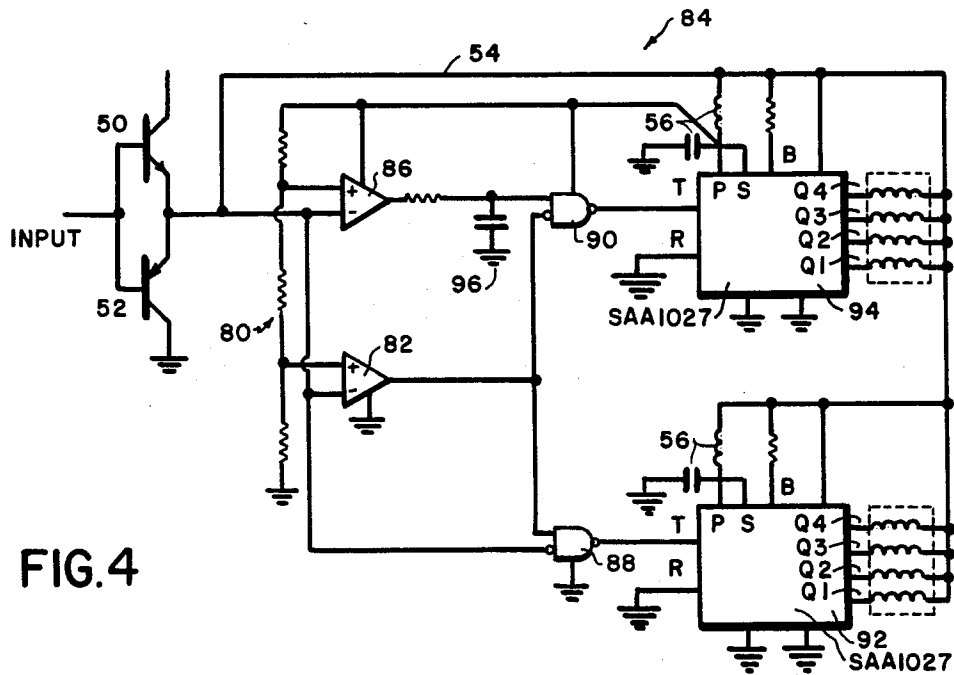 84
54
50
56
B
86
T
P
S
Q4
Q3
Q2
Q1
+
-
INPUT
90
R
96
52
SAA1027
94
80
82
+
-
56
B
T
P
S
Q4
Q3
Q2
Q1
88
R
FIG.4
92
SAA1027